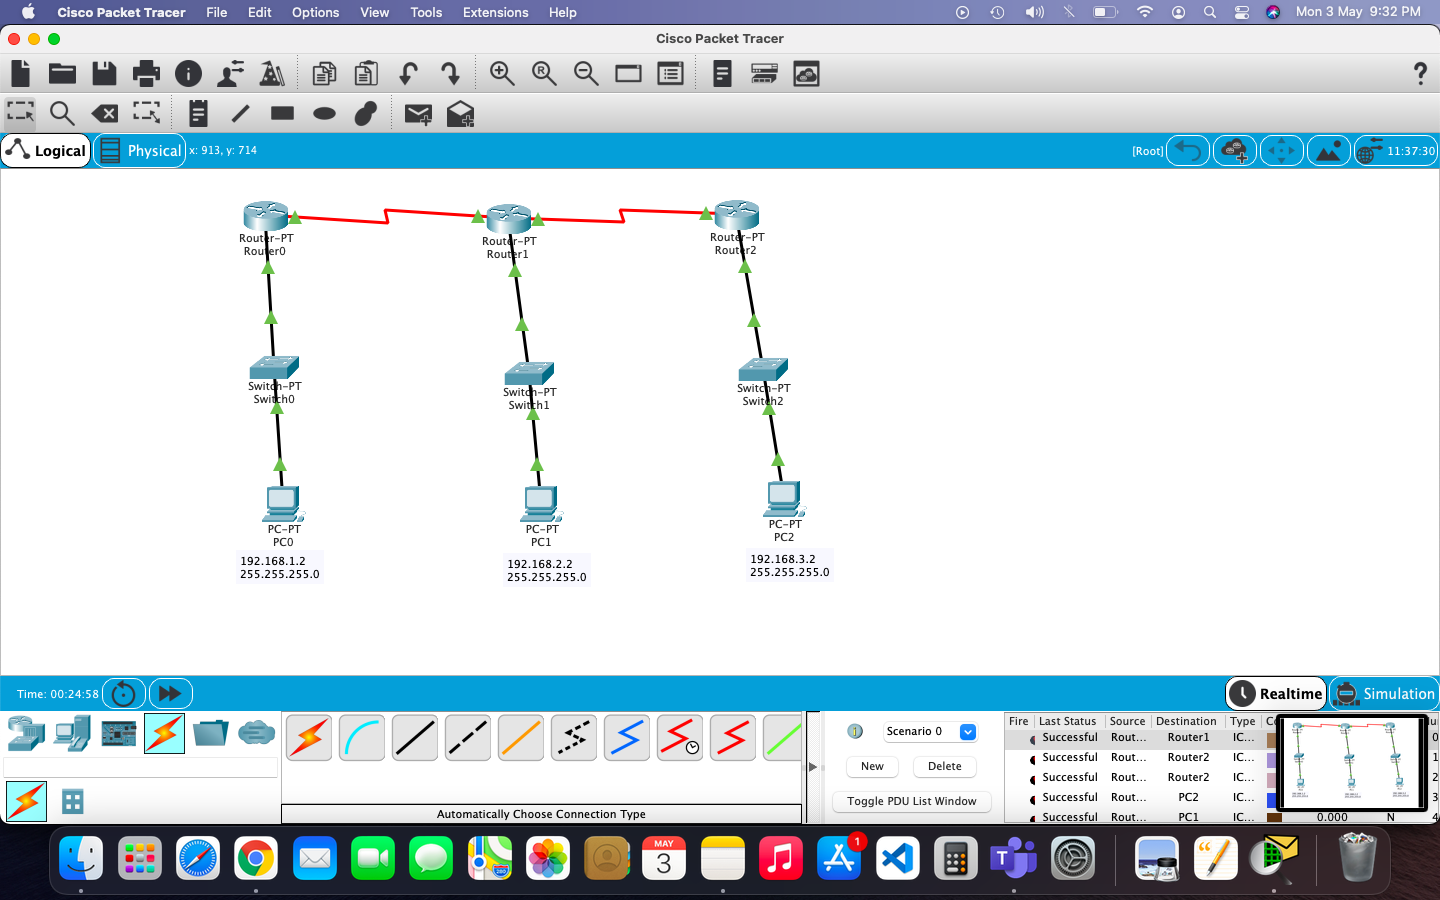 Cisco Packet Tracer File Edit Options View Tools Extensions Help Mon 3 May 9:32 PM
Cisco Packet Tracer
Logical Physical x: 913, y: 714 [Root] 11:37:30
Router-PT
Router0
Router-PT
Router1
Router-PT
Router2
Switch-PT
Switch0
Switch-PT
Switch1
Switch-PT
Switch2
PC-PT
PC0
PC-PT
PC1
PC-PT
PC2
192.168.1.2
255.255.255.0
192.168.2.2
255.255.255.0
192.168.3.2
255.255.255.0
Time: 00:24:58 Realtime Simulation
Scenario 0
New Delete
Toggle PDU List Window
Automatically Choose Connection Type
Fire Last Status Source Destination Type
Successful Rout... Router1 IC... 0
Successful Rout... Router2 IC... 1
Successful Rout... Router2 IC... 2
Successful Rout... PC2 IC... 3
Successful Rout... PC1 IC... 0.000 N 4
MAY
3
1
280